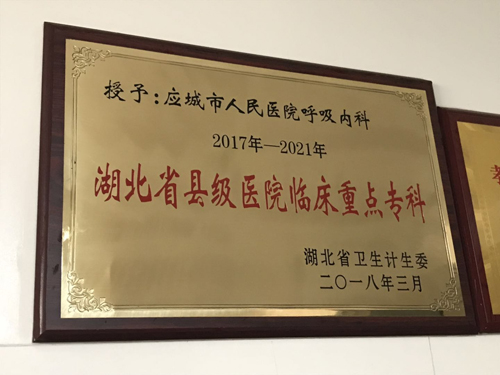 授予：应城市人民医院呼吸内科
2017年—2021年
湖北省县级医院临床重点专科
湖北省卫生计生委
二〇一八年三月